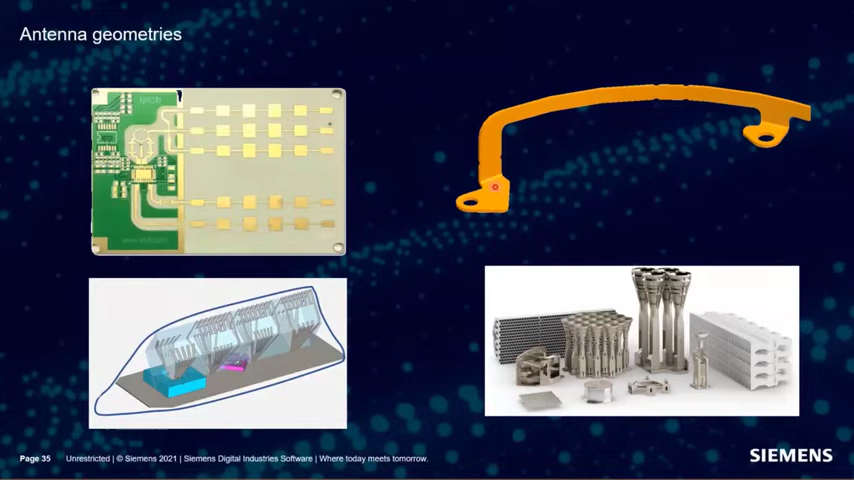 Antenna geometries
Page 35 Unrestricted | © Siemens 2021 | Siemens Digital Industries Software | Where today meets tomorrow.
SIEMENS